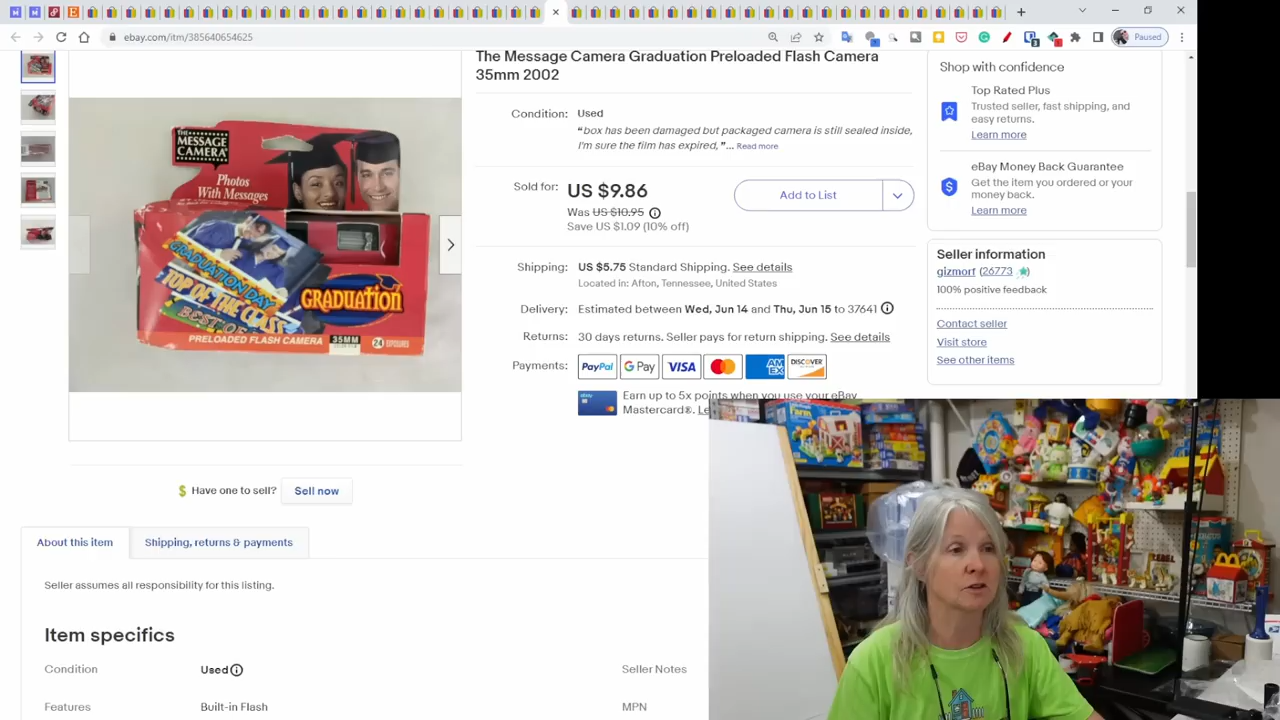 ebay.com/itm/385640654625
Paused
The Message Camera Graduation Preloaded Flash Camera
35mm 2002
Condition:
Used
“box has been damaged but packaged camera is still sealed inside,
I'm sure the film has expired,” ... Read more
Sold for:
US $9.86
Add to List
Was US $10.95
Save US $1.09 (10% off)
Shipping:
US $5.75 Standard Shipping. See details
Located in: Afton, Tennessee, United States
Delivery:
Estimated between Wed, Jun 14 and Thu, Jun 15 to 37641
Returns:
30 days returns. Seller pays for return shipping. See details
Payments:
PayPal
G Pay
VISA
AM EX
DISCOVER
ebay
Earn up to 5x points when you use your eBay
Mastercard®. Le
Shop with confidence
Top Rated Plus
Trusted seller, fast shipping, and
easy returns.
Learn more
eBay Money Back Guarantee
Get the item you ordered or your
money back.
Learn more
Seller information
gizmorf (26773)
100% positive feedback
Contact seller
Visit store
See other items
THE
MESSAGE
CAMERA
Photos
With Messages
GRADUATION DAY
TOP OF THE CLASS
BEST OF
GRADUATION
PRELOADED FLASH CAMERA
35MM
24
Have one to sell?
Sell now
About this item
Shipping, returns & payments
Seller assumes all responsibility for this listing.
Item specifics
Condition
Used
Seller Notes
Features
Built-in Flash
MPN